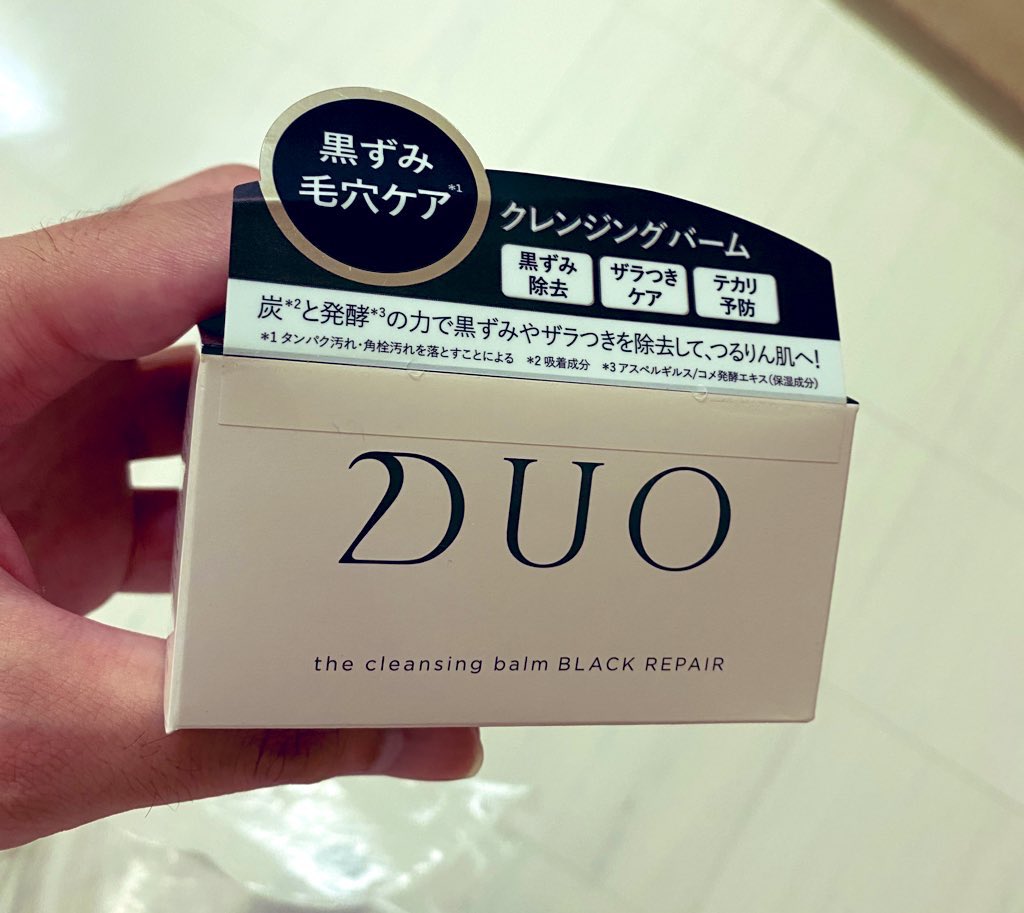 黒ずみ
毛穴ケア*1
クレンジングバーム
黒ずみ
除去
ザラつき
ケア
テカリ
予防
炭*2と発酵*3の力で黒ずみやザラつきを除去して、つるりん肌へ!
*1 タンパク汚れ・角栓汚れを落とすことによる *2 吸着成分 *3 アスペルギルス/コメ発酵エキス(保湿成分)
DUO
the cleansing balm BLACK REPAIR